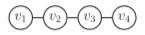 v₁ v₂ v₃ v₄